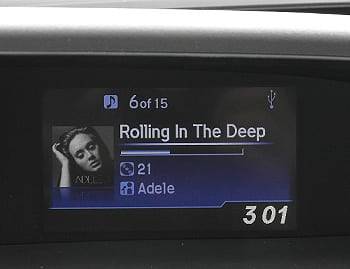 6 of 15
Rolling In The Deep
ADELE
21
Adele
3 01